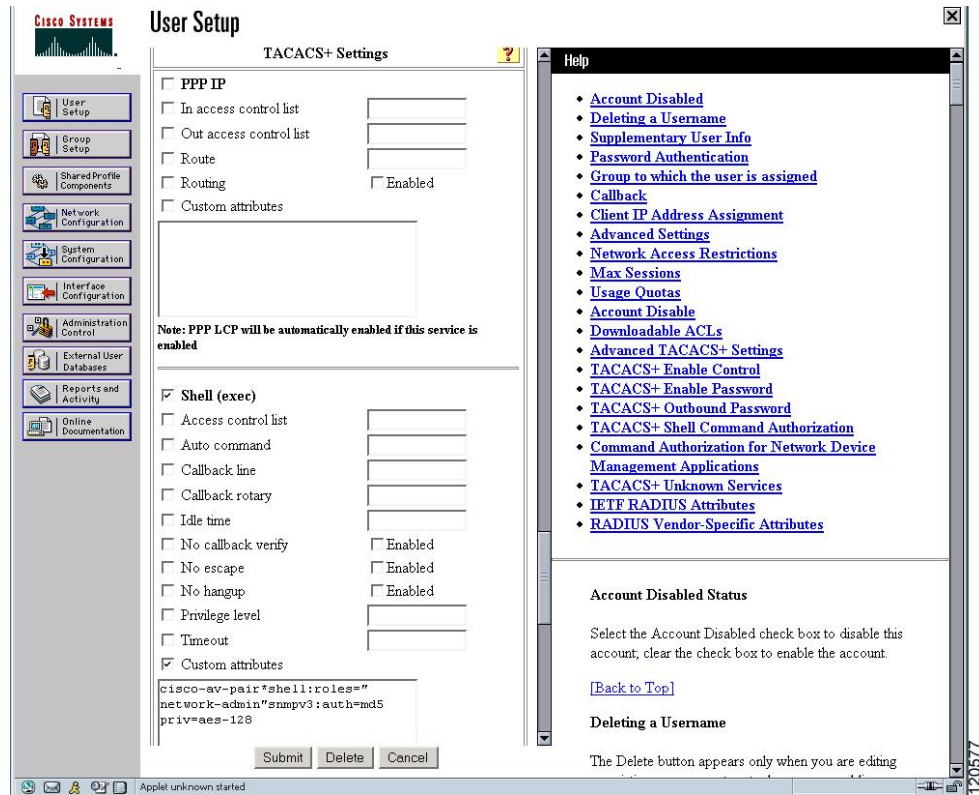 CISCO SYSTEMS
User Setup
User
Setup
Group
Setup
Shared Profile
Components
Network
Configuration
System
Configuration
Interface
Configuration
Administration
Control
External User
Databases
Reports and
Activity
Online
Documentation
TACACS+ Settings
?
PPP IP
In access control list
Out access control list
Route
Routing
Enabled
Custom attributes
Note: PPP LCP will be automatically enabled if this service is
enabled
Shell (exec)
Access control list
Auto command
Callback line
Callback rotary
Idle time
No callback verify
Enabled
No escape
Enabled
No hangup
Enabled
Privilege level
Timeout
Custom attributes
cisco-av-pair*shell:roles="
network-admin"snmpv3:auth=md5
priv=aes-128
Submit
Delete
Cancel
Help
Account Disabled
Deleting a Username
Supplementary User Info
Password Authentication
Group to which the user is assigned
Callback
Client IP Address Assignment
Advanced Settings
Network Access Restrictions
Max Sessions
Usage Quotas
Account Disable
Downloadable ACLs
Advanced TACACS+ Settings
TACACS+ Enable Control
TACACS+ Enable Password
TACACS+ Outbound Password
TACACS+ Shell Command Authorization
Command Authorization for Network Device
Management Applications
TACACS+ Unknown Services
IETF RADIUS Attributes
RADIUS Vendor-Specific Attributes
Account Disabled Status
Select the Account Disabled check box to disable this
account; clear the check box to enable the account.
[Back to Top]
Deleting a Username
The Delete button appears only when you are editing
Applet unknown started
120577